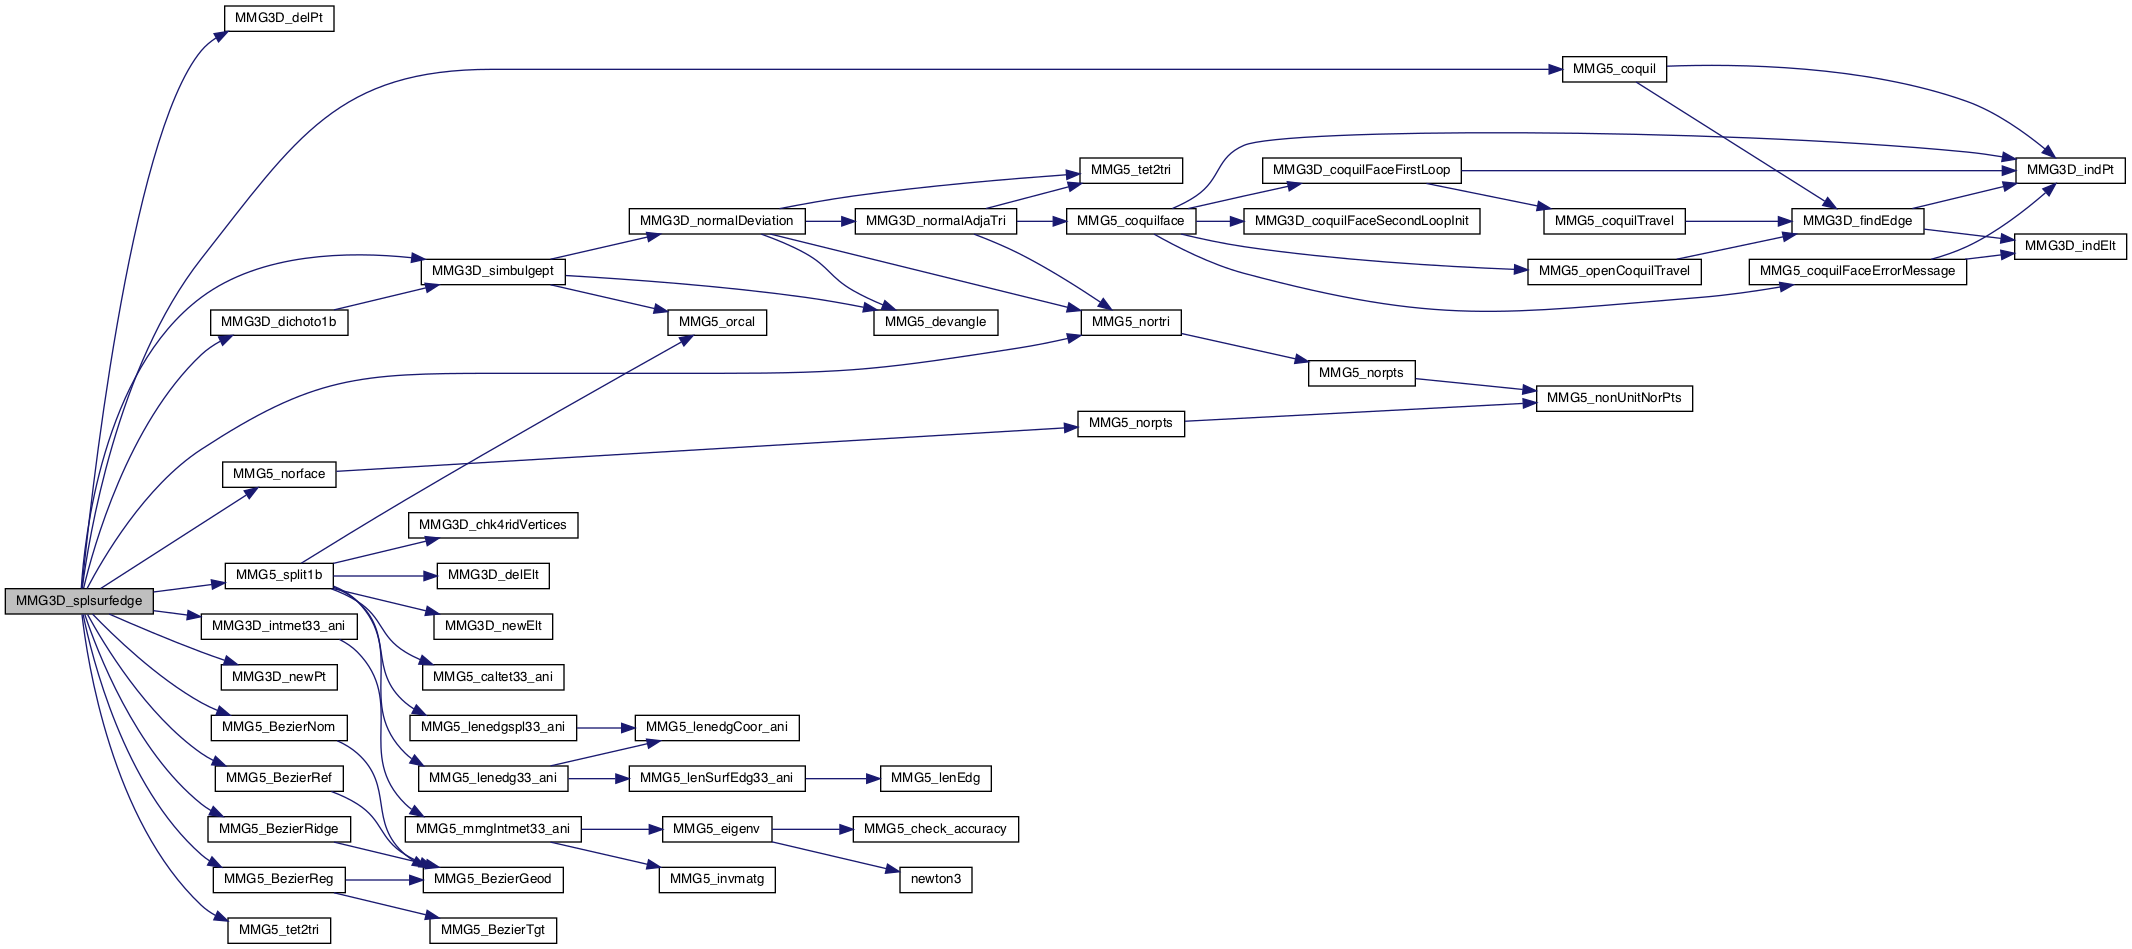 MMG3D_delPt
MMG5_coquil
MMG5_tet2tri
MMG3D_coquilFaceFirstLoop
MMG3D_indPt
MMG3D_normalDeviation
MMG3D_normalAdjaTri
MMG5_coquilface
MMG3D_coquilFaceSecondLoopInit
MMG5_coquilTravel
MMG3D_findEdge
MMG3D_indElt
MMG3D_simbulgept
MMG5_openCoquilTravel
MMG5_coquilFaceErrorMessage
MMG3D_dichoto1b
MMG5_orcal
MMG5_devangle
MMG5_nortri
MMG5_norpts
MMG5_nonUnitNorPts
MMG5_norpts
MMG5_norface
MMG3D_chk4ridVertices
MMG5_split1b
MMG3D_delElt
MMG3D_splsurfedge
MMG3D_intmet33_ani
MMG3D_newElt
MMG3D_newPt
MMG5_caltet33_ani
MMG5_BezierNom
MMG5_lenedgspl33_ani
MMG5_lenedgCoor_ani
MMG5_BezierRef
MMG5_lenedg33_ani
MMG5_lenSurfEdg33_ani
MMG5_lenEdg
MMG5_BezierRidge
MMG5_mmgIntmet33_ani
MMG5_eigenv
MMG5_check_accuracy
MMG5_BezierReg
MMG5_BezierGeod
MMG5_invmatg
newton3
MMG5_tet2tri
MMG5_BezierTgt